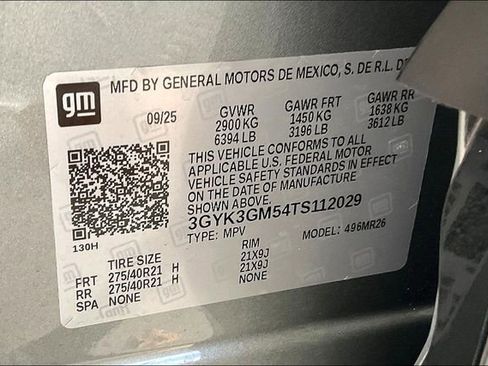 gm
MFD BY GENERAL MOTORS DE MEXICO, S. DE R.L. DE
09/25 GVWR GAWR FRT GAWR RR
2900 KG 1450 KG 1638 KG
6394 LB 3196 LB 3612 LB
THIS VEHICLE CONFORMS TO ALL
APPLICABLE U.S. FEDERAL MOTOR
VEHICLE SAFETY STANDARDS IN EFFECT
ON THE DATE OF MANUFACTURE
SHOWN ABOVE.
3GYK3GM54TS112029
TYPE: MPV MODEL: 496MR26
130H
TIRE SIZE RIM
FRT 275/40R21 H 21X9J
RR 275/40R21 H 21X9J
SPA NONE NONE